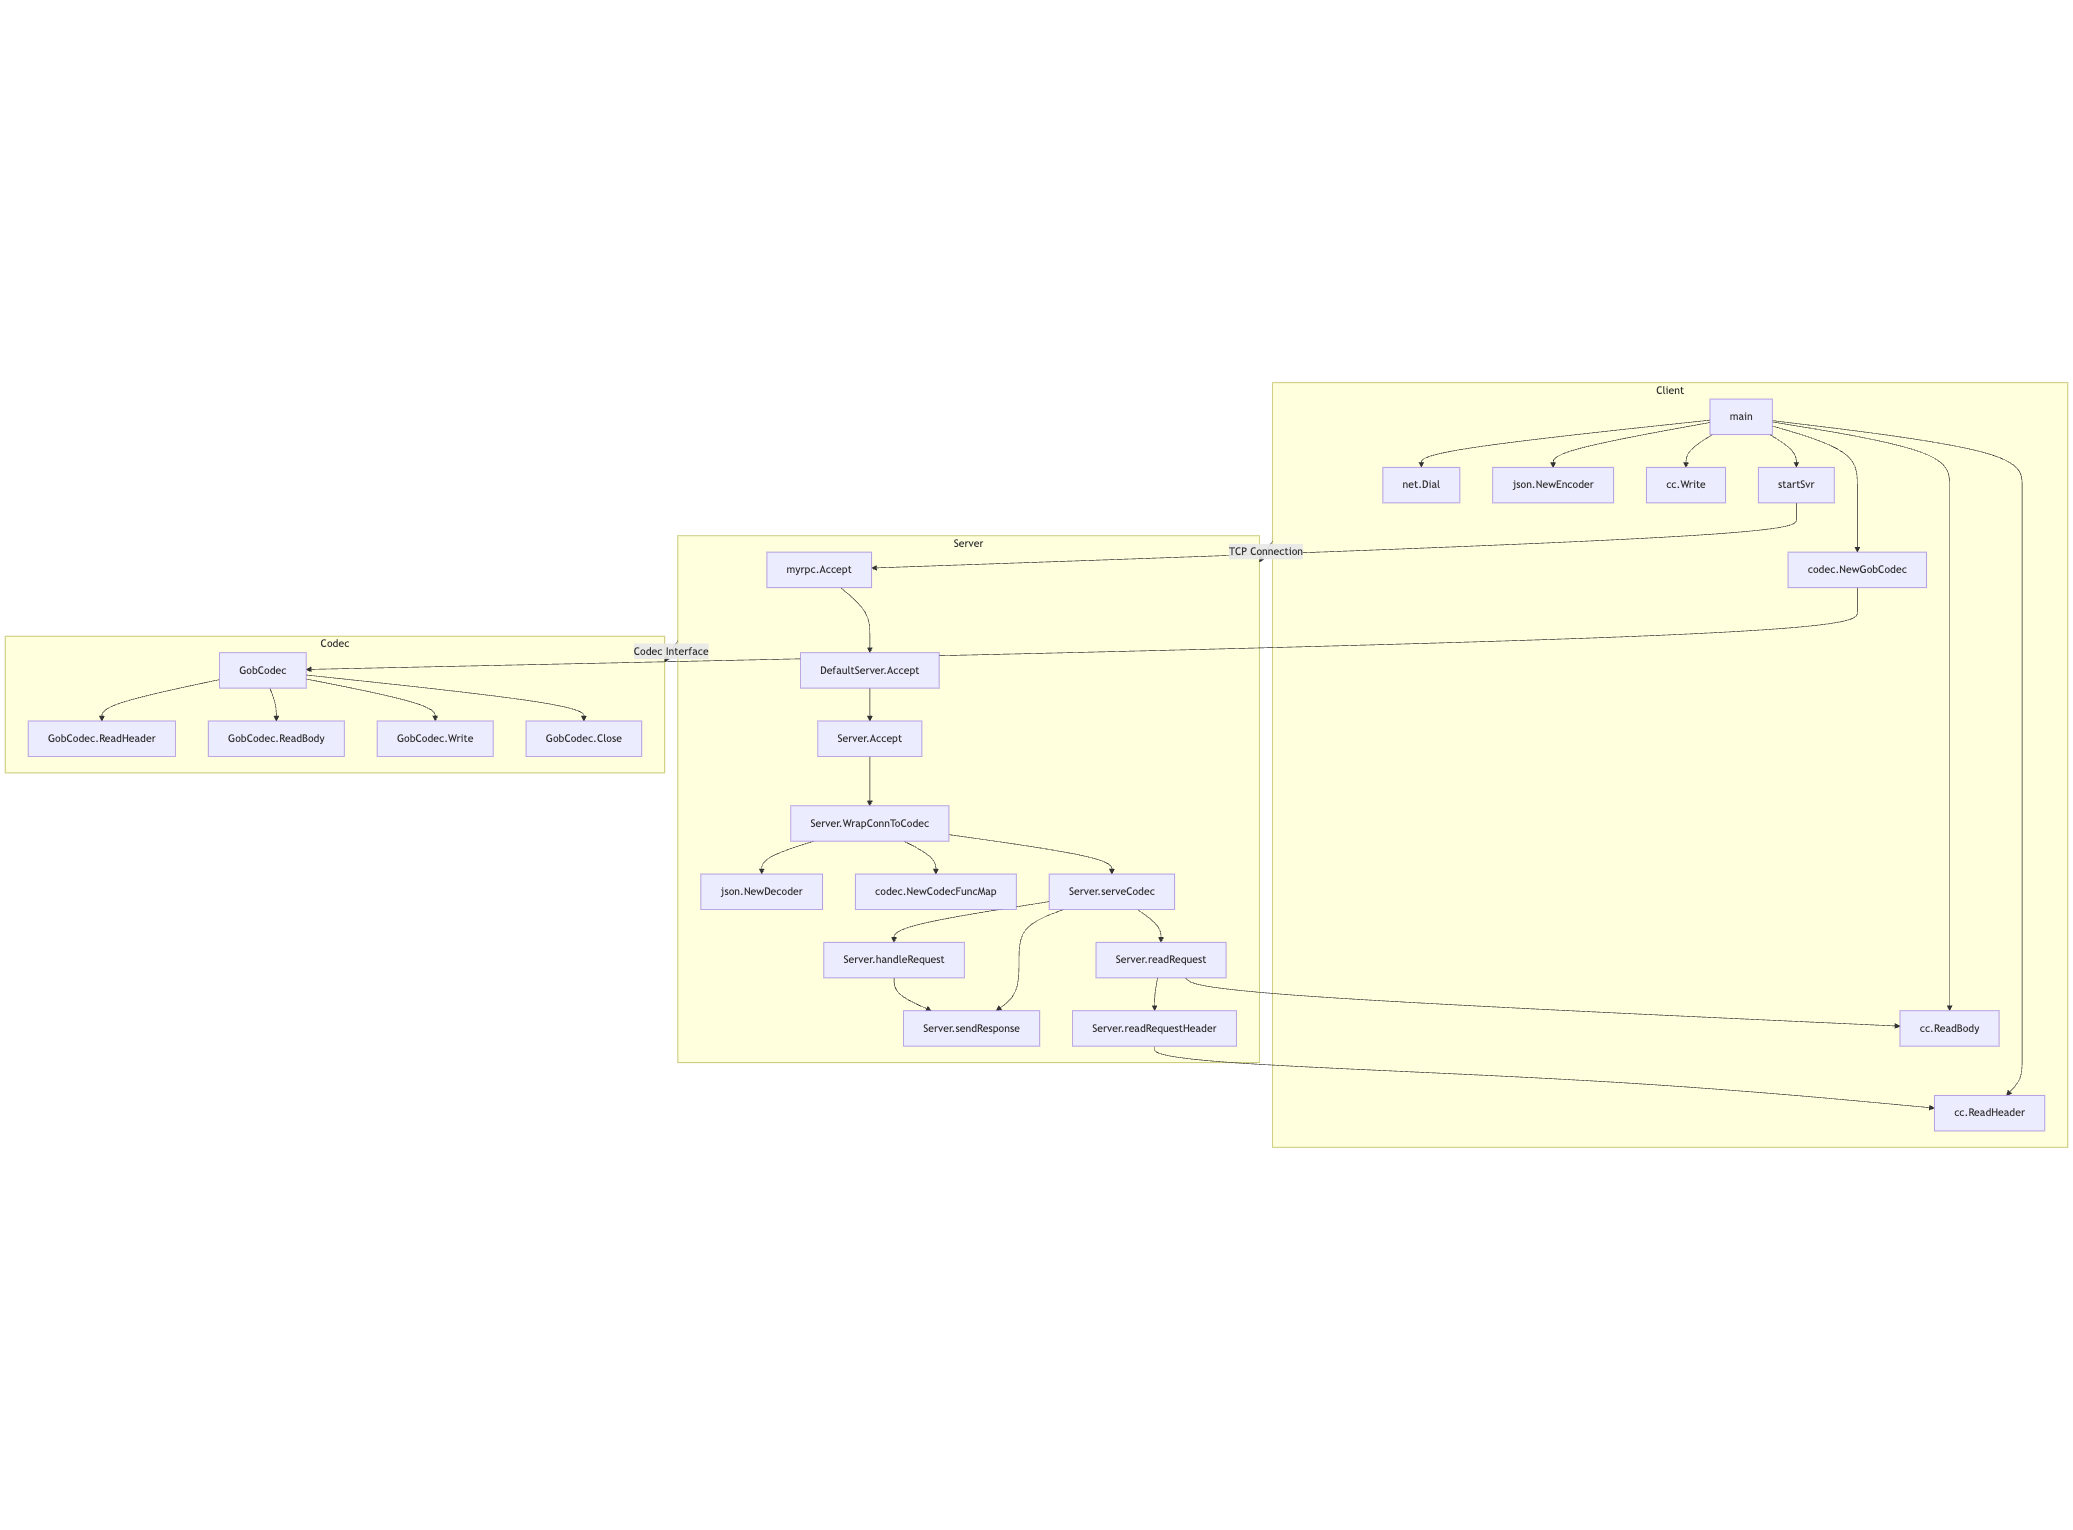 Client
main
net.Dial
json.NewEncoder
cc.Write
startSvr
Server
TCP Connection
myrpc.Accept
codec.NewGobCodec
Codec
Codec Interface
GobCodec
DefaultServer.Accept
GobCodec.ReadHeader
GobCodec.ReadBody
GobCodec.Write
GobCodec.Close
Server.Accept
Server.WrapConnToCodec
json.NewDecoder
codec.NewCodecFuncMap
Server.serveCodec
Server.handleRequest
Server.readRequest
Server.sendResponse
Server.readRequestHeader
cc.ReadBody
cc.ReadHeader